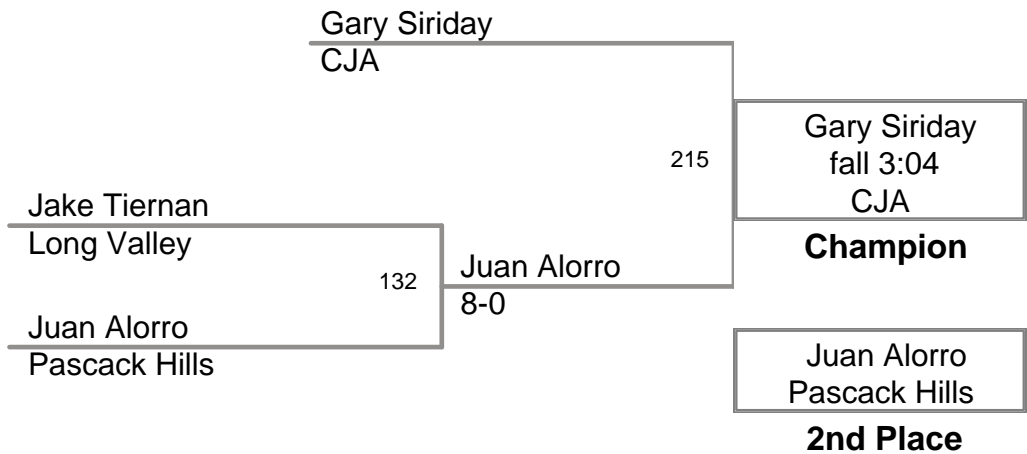 Gary Siriday
CJA
215
Gary Siriday
fall 3:04
CJA
Champion
Jake Tiernan
Long Valley
132
Juan Alorro
8-0
Juan Alorro
Pascack Hills
Juan Alorro
Pascack Hills
2nd Place